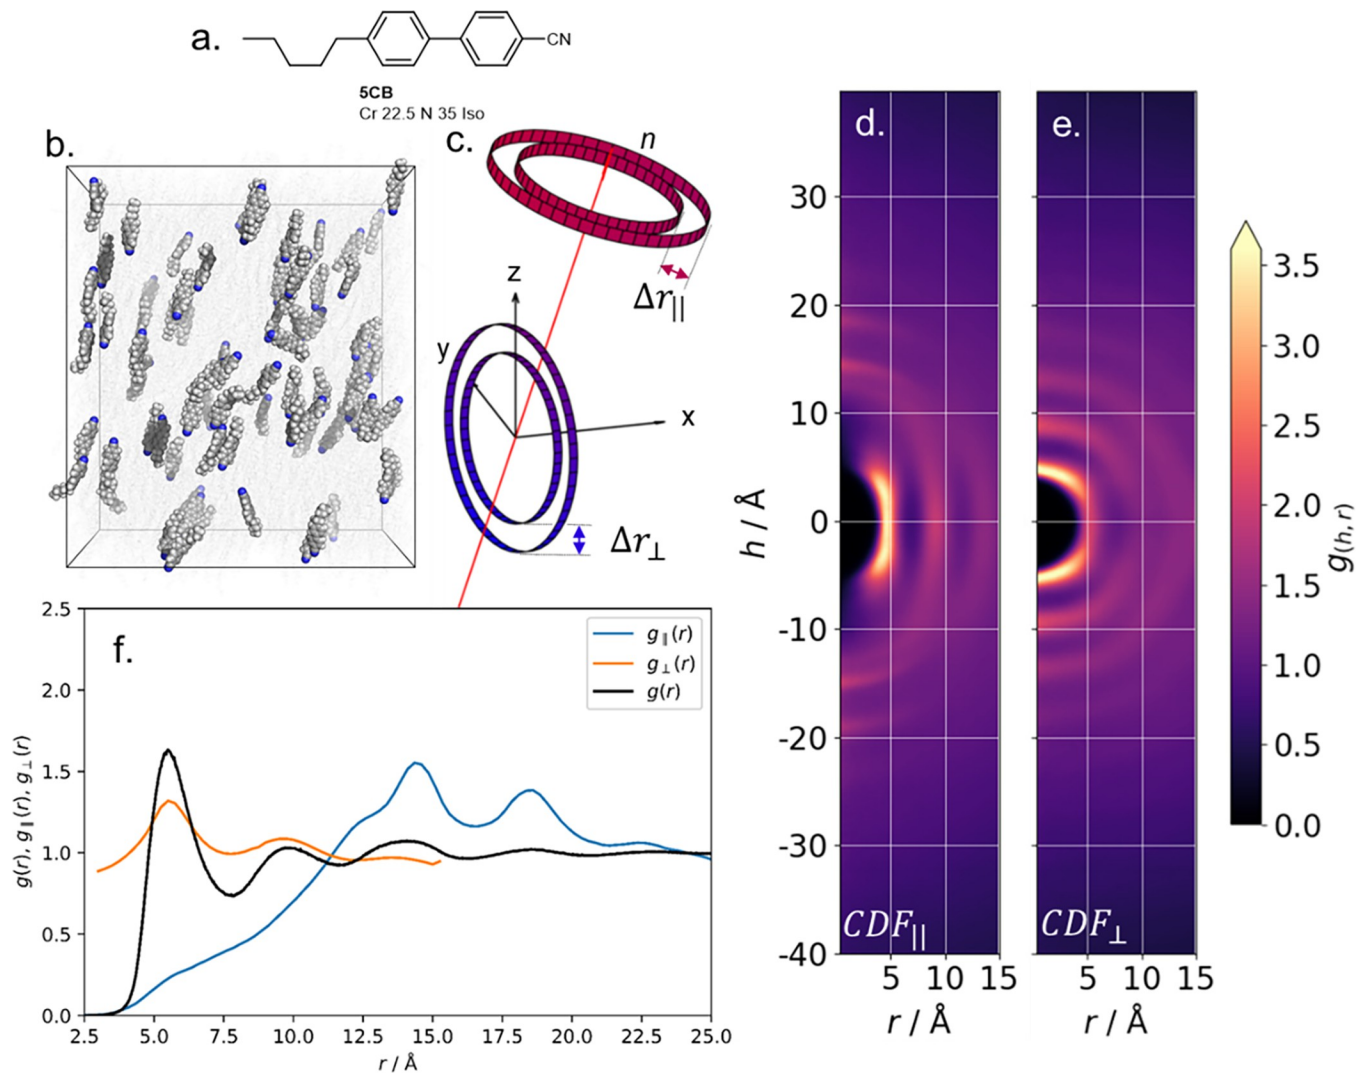 a.
CN
5CB
Cr 22.5 N 35 Iso
b.
c.
n
Δr||
z
y
x
Δr⊥
d.
e.
h / Å
30
20
10
0
-10
-20
-30
-40
CDF||
CDF⊥
5 10 15
5 10 15
r / Å
r / Å
3.5
3.0
2.5
2.0
1.5
1.0
0.5
0.0
g(h, r)
f.
g∥(r)
g⊥(r)
g(r)
g(r), g∥(r), g⊥(r)
2.5
2.0
1.5
1.0
0.5
0.0
2.5 5.0 7.5 10.0 12.5 15.0 17.5 20.0 22.5 25.0
r / Å